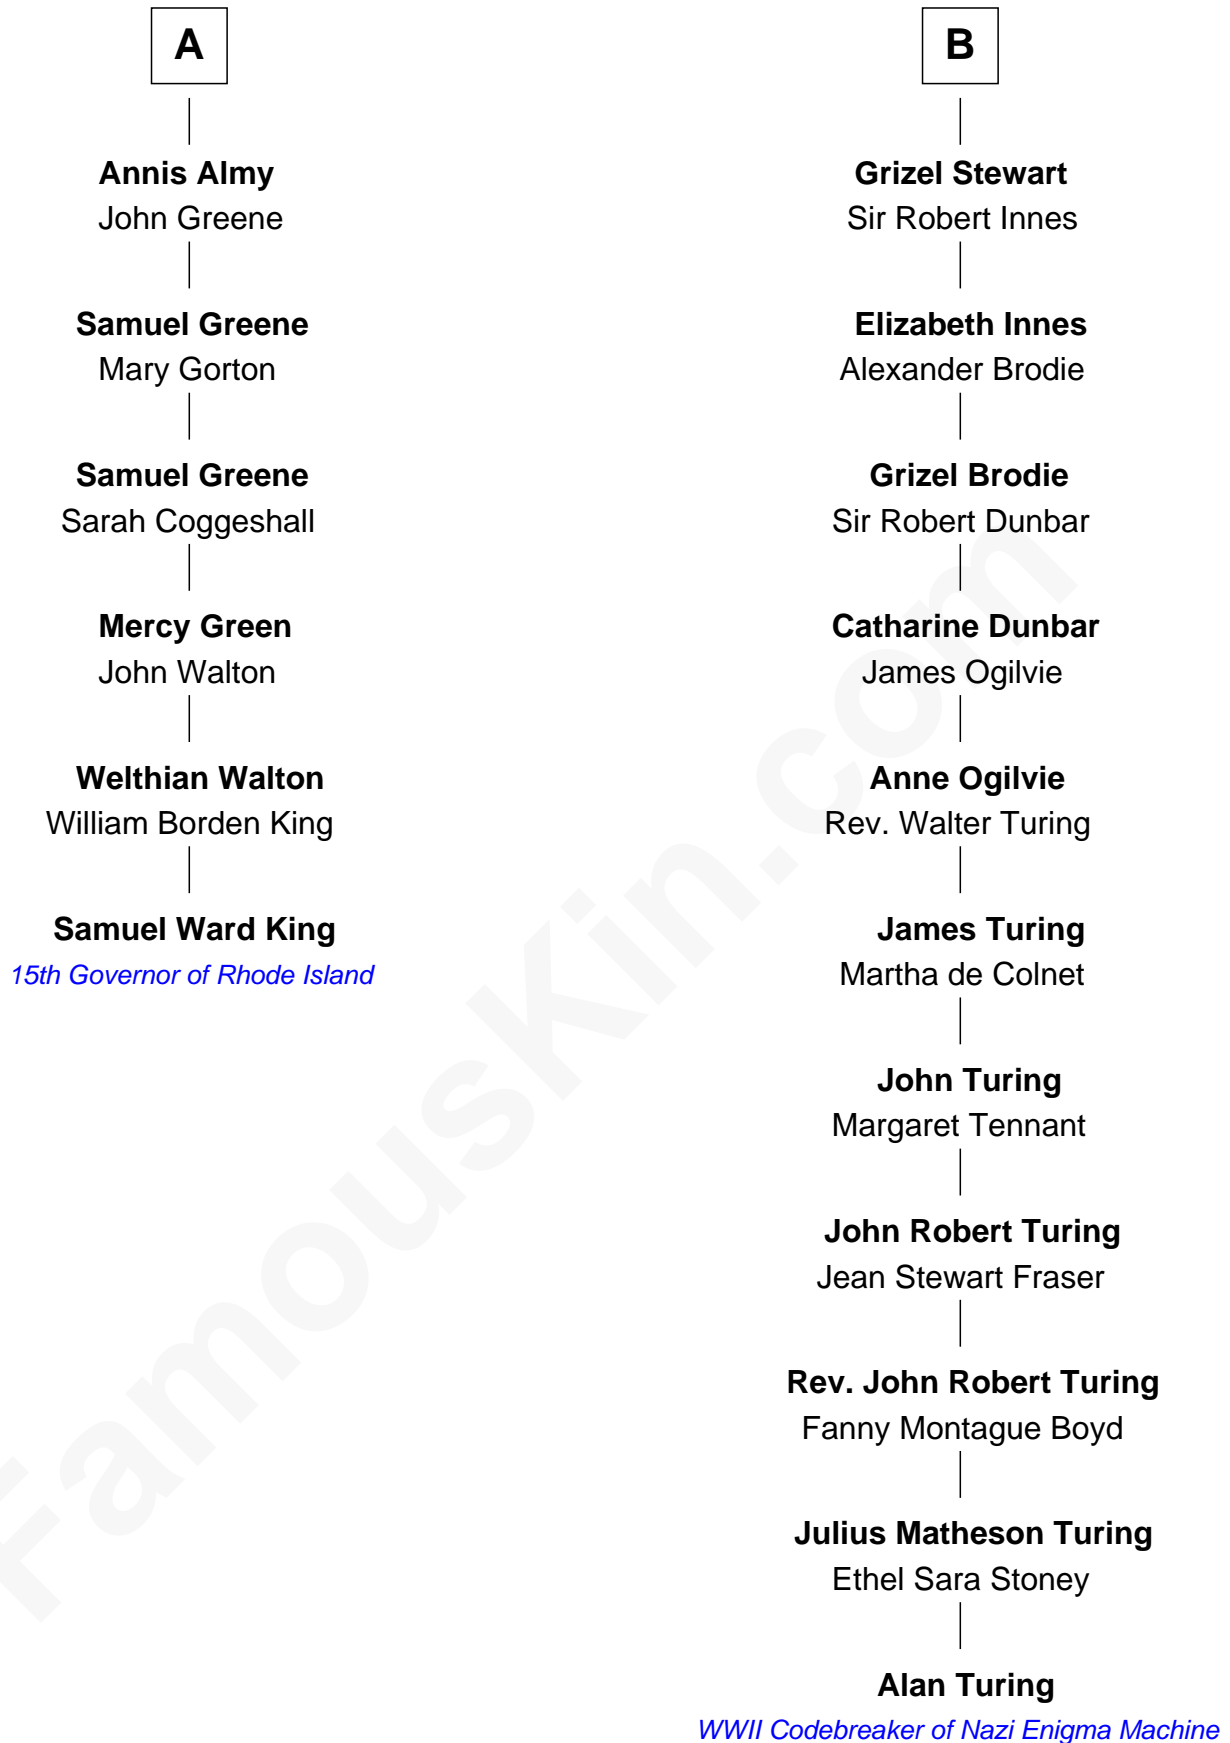 A
Annis Almy
John Greene
Samuel Greene
Mary Gorton
Samuel Greene
Sarah Coggeshall
Mercy Green
John Walton
Welthian Walton
William Borden King
Samuel Ward King
15th Governor of Rhode Island
B
Grizel Stewart
Sir Robert Innes
Elizabeth Innes
Alexander Brodie
Grizel Brodie
Sir Robert Dunbar
Catharine Dunbar
James Ogilvie
Anne Ogilvie
Rev. Walter Turing
James Turing
Martha de Colnet
John Turing
Margaret Tennant
John Robert Turing
Jean Stewart Fraser
Rev. John Robert Turing
Fanny Montague Boyd
Julius Matheson Turing
Ethel Sara Stoney
Alan Turing
WWII Codebreaker of Nazi Enigma Machine
FamousKin.com